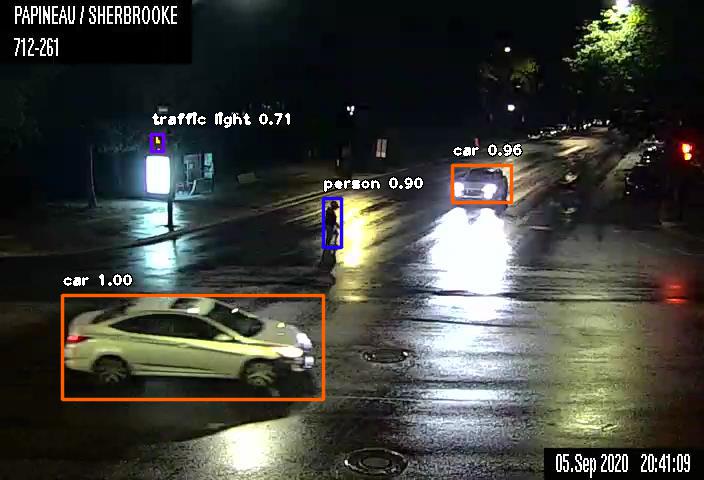 PAPINEAU / SHERBROOKE
712-261
traffic light 0.71
car 0.96
person 0.90
car 1.00
05.Sep 2020 20:41:09